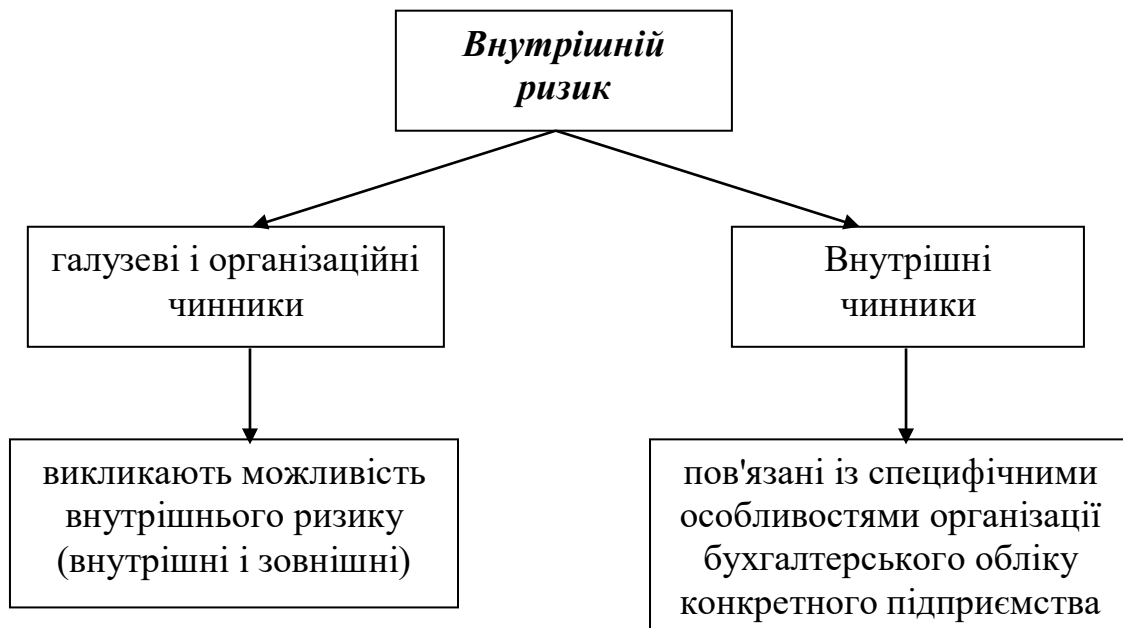 Внутрішній
ризик
галузеві і організаційні
чинники
Внутрішні
чинники
викликають можливість
внутрішнього ризику
(внутрішні і зовнішні)
пов'язані із специфічними
особливостями організації
бухгалтерського обліку
конкретного підприємства